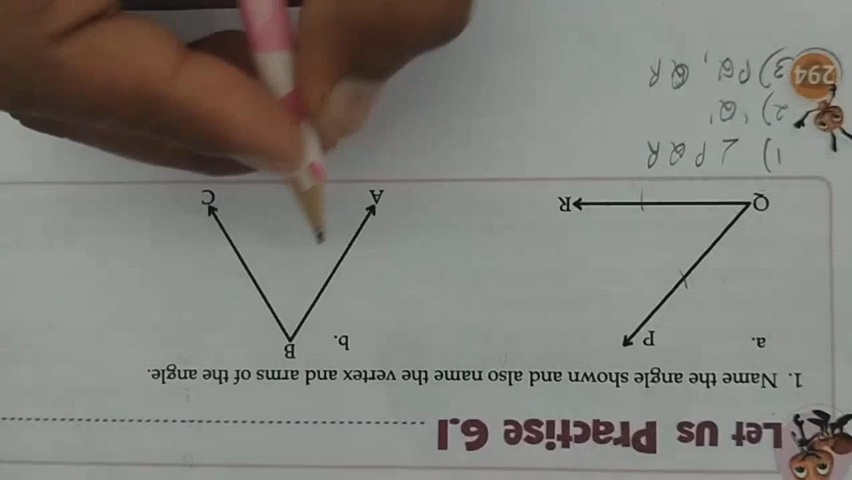 Let Us Practise 6.1
1. Name the angle shown and also name the vertex and arms of the angle.
a.
P
Q
R
b.
B
A
C
1) ∠PQR
2) 'Q'
3) PQ, QR
294